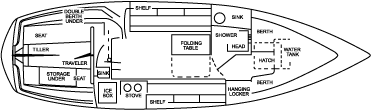 DOUBLE
BERTH
UNDER
SHELF
SINK
SEAT
TILLER
TRAVELER
STORAGE
UNDER
SEAT
SINK
FOLDING
TABLE
SHOWER
HEAD
BERTH
HATCH
WATER
TANK
BERTH
ICE
BOX
STOVE
SHELF
HANGING
LOCKER